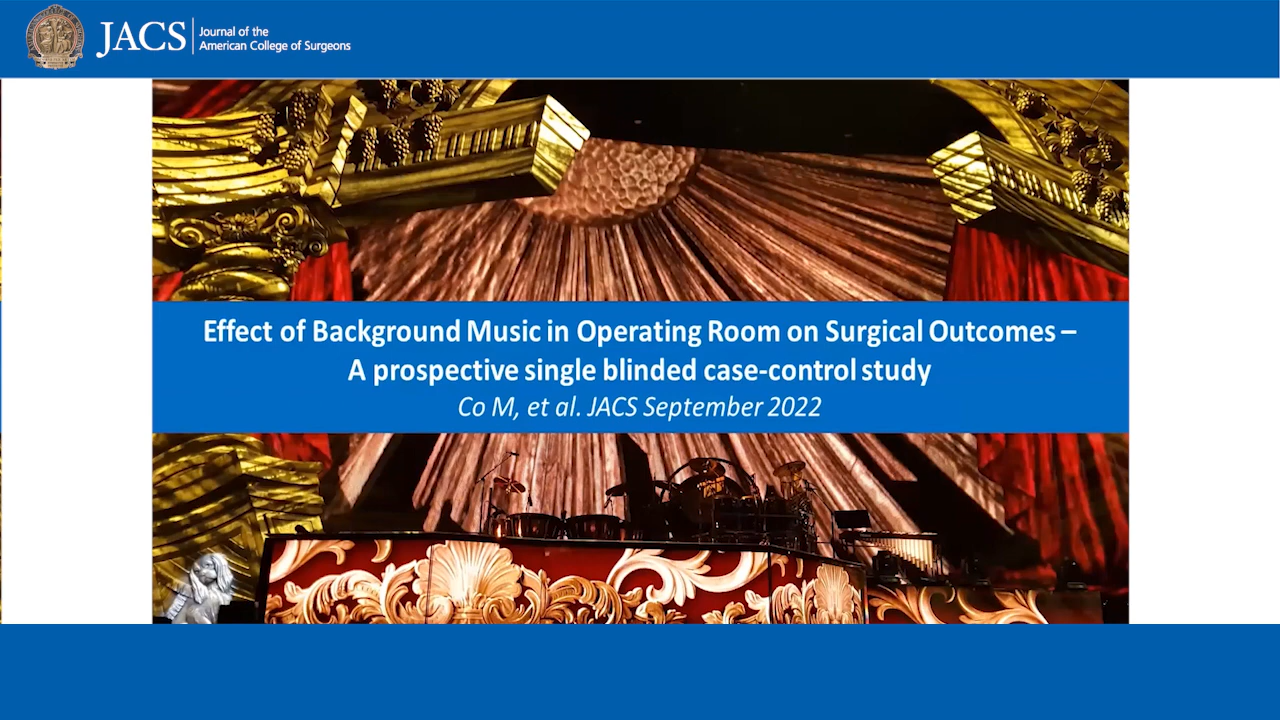 JACS
Journal of the
American College of Surgeons
Effect of Background Music in Operating Room on Surgical Outcomes –
A prospective single blinded case-control study
Co M, et al. JACS September 2022